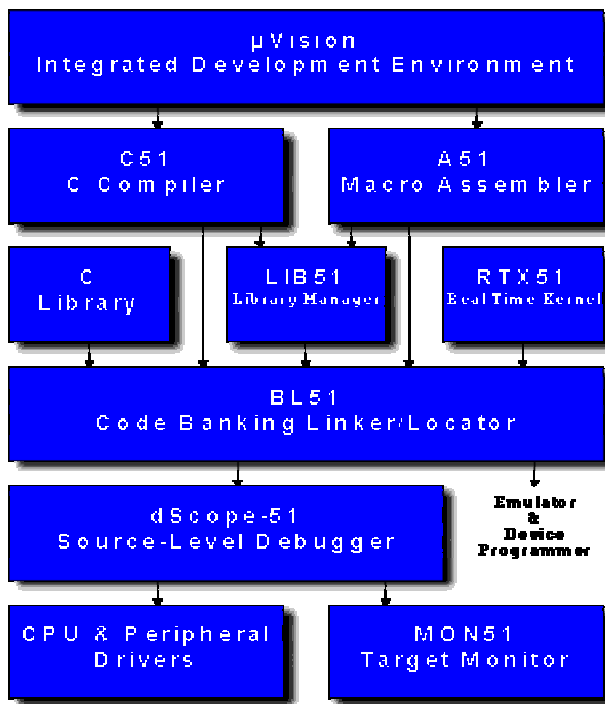 µVision
Integrated Development Environment
C51
C Compiler
A51
Macro Assembler
C
Library
LIB51
Library Manager
RTX51
Real Time Kernel
BL51
Code Banking Linker/Locator
dScope-51
Source-Level Debugger
Emulator
&
Device
Programmer
CPU & Peripheral
Drivers
MON51
Target Monitor